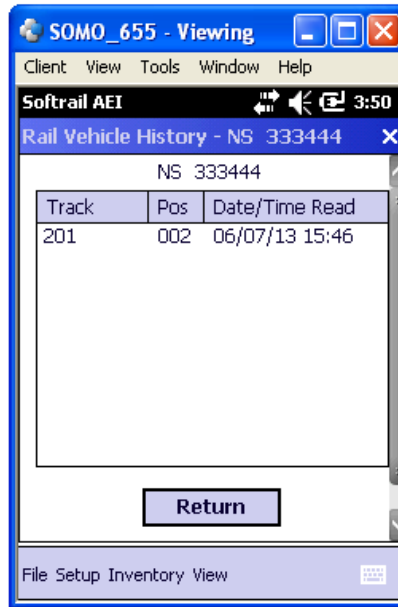 SOMO_655 - Viewing
Client View Tools Window Help
Softrail AEI 3:50
Rail Vehicle History - NS 333444
NS 333444
Track Pos Date/Time Read
201 002 06/07/13 15:46
Return
File Setup Inventory View